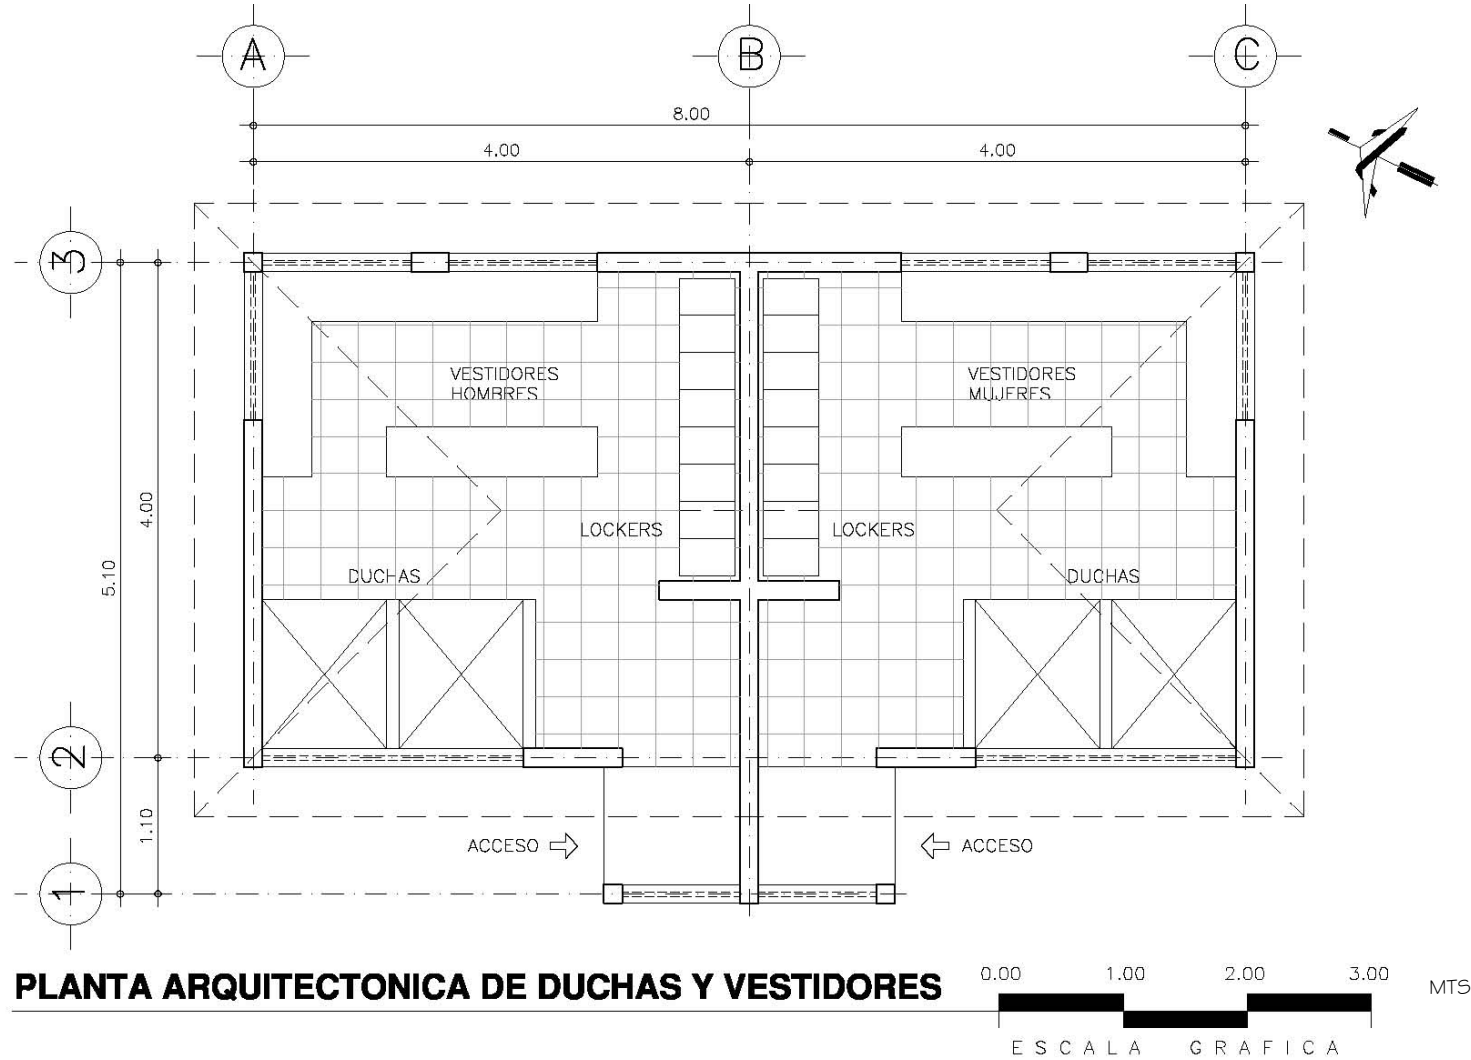 A B C
8.00
4.00 4.00
3
VESTIDORES
HOMBRES
VESTIDORES
MUJERES
4.00
LOCKERS LOCKERS
5.10
DUCHAS DUCHAS
2
1.10
ACCESO ACCESO
1
PLANTA ARQUITECTONICA DE DUCHAS Y VESTIDORES
0.00 1.00 2.00 3.00
MTS
ESCALA GRAFICA